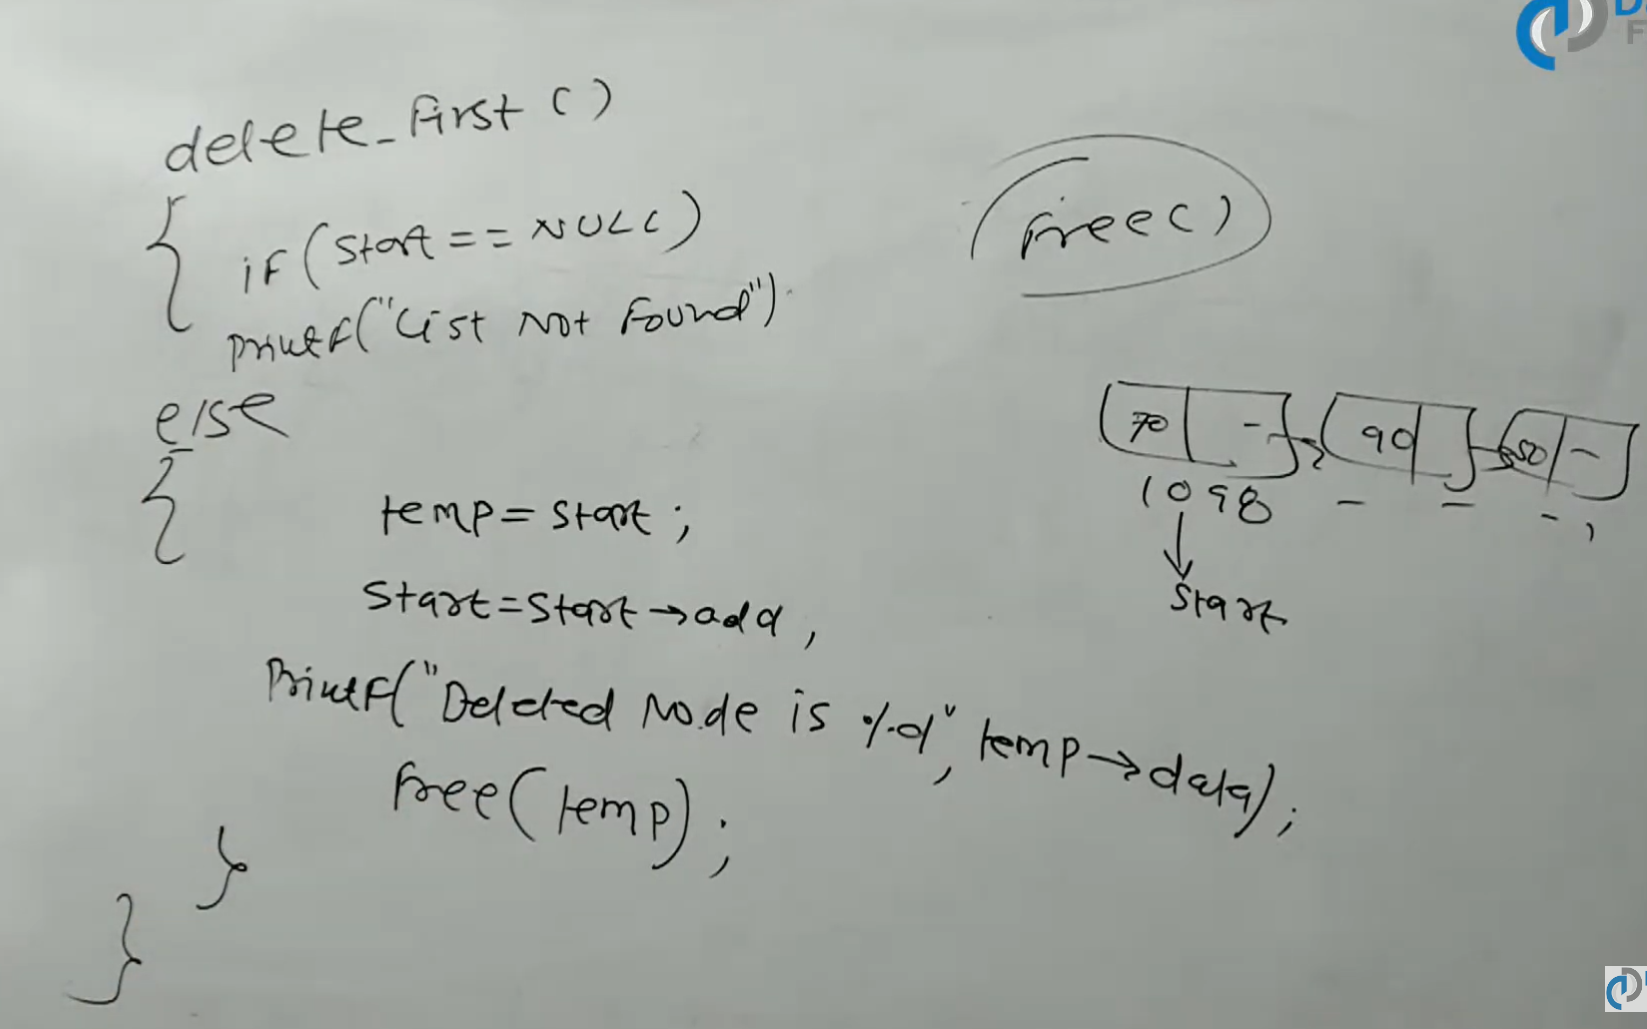 delete_first ()
{
if (start == NULL)
printf("List Not Found")
else
{
temp = start ;
start = start → add ,
Printf("Deleted Node is %d", temp → data) ;
free(temp) ;
}
}
free()
70 - 90 50 -
1098 - - - ,
start
D
F